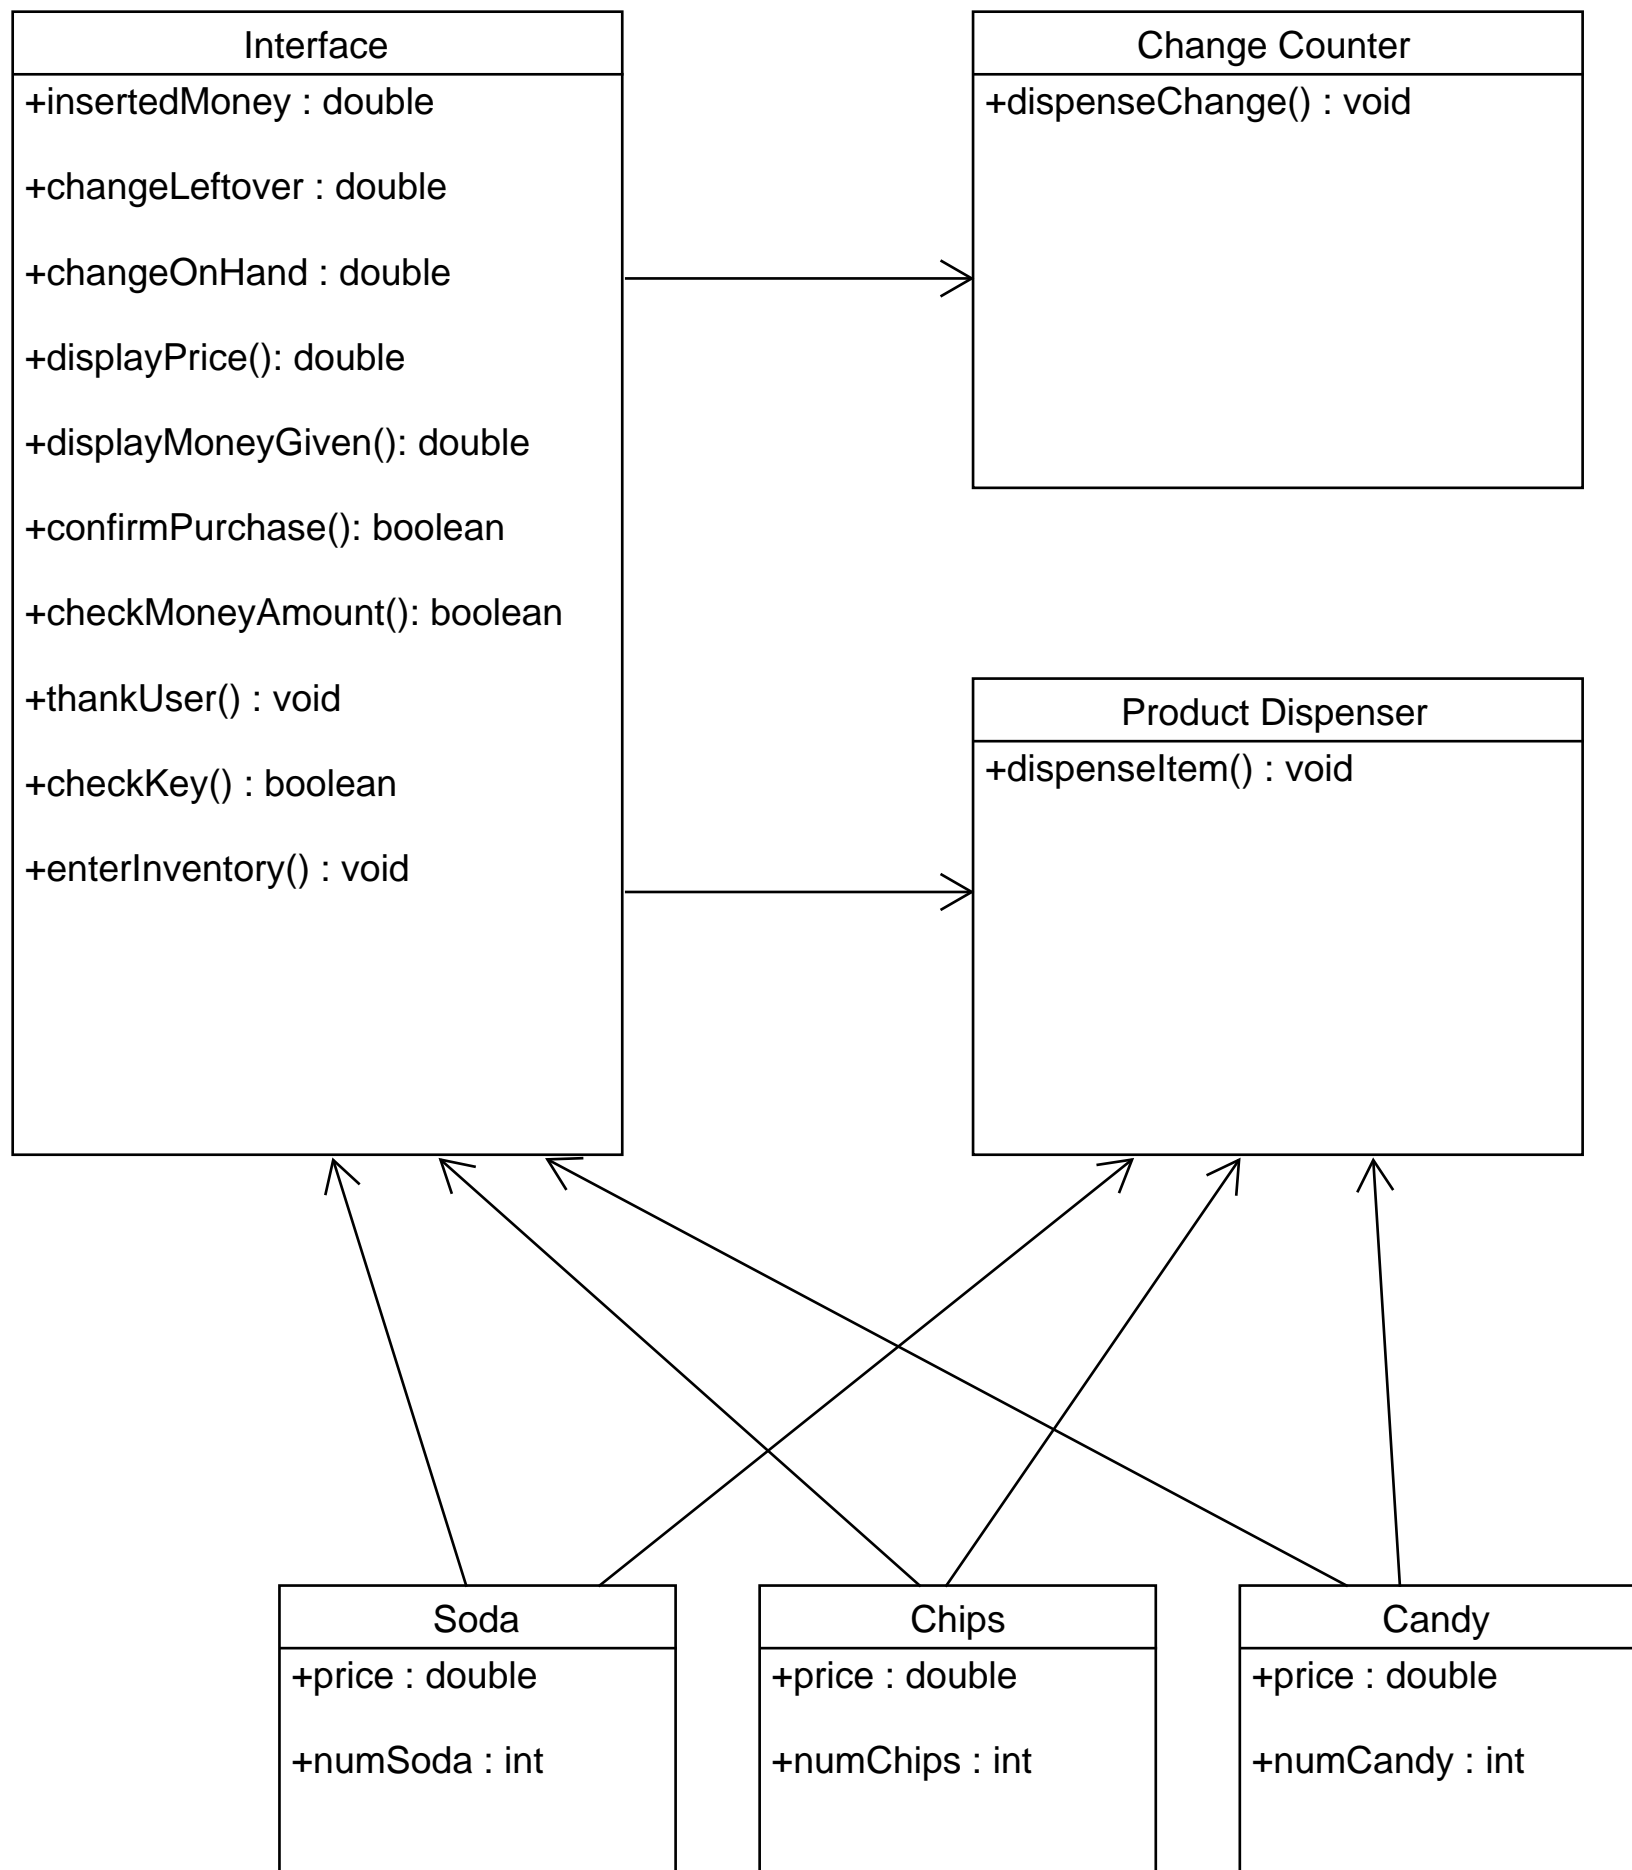 Interface
+insertedMoney : double
+changeLeftover : double
+changeOnHand : double
+displayPrice(): double
+displayMoneyGiven(): double
+confirmPurchase(): boolean
+checkMoneyAmount(): boolean
+thankUser() : void
+checkKey() : boolean
+enterInventory() : void
Change Counter
+dispenseChange() : void
Product Dispenser
+dispenseItem() : void
Soda
+price : double
+numSoda : int
Chips
+price : double
+numChips : int
Candy
+price : double
+numCandy : int